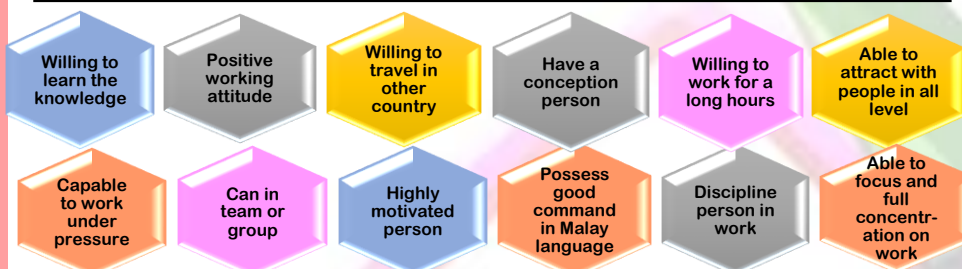 Willing to
learn the
knowledge
Positive
working
attitude
Willing to
travel in
other
country
Have a
conception
person
Willing to
work for a
long hours
Able to
attract with
people in all
level
Capable
to work
under
pressure
Can in
team or
group
Highly
motivated
person
Possess
good
command
in Malay
language
Discipline
person in
work
Able to
focus and
full
concentr-
ation on
work